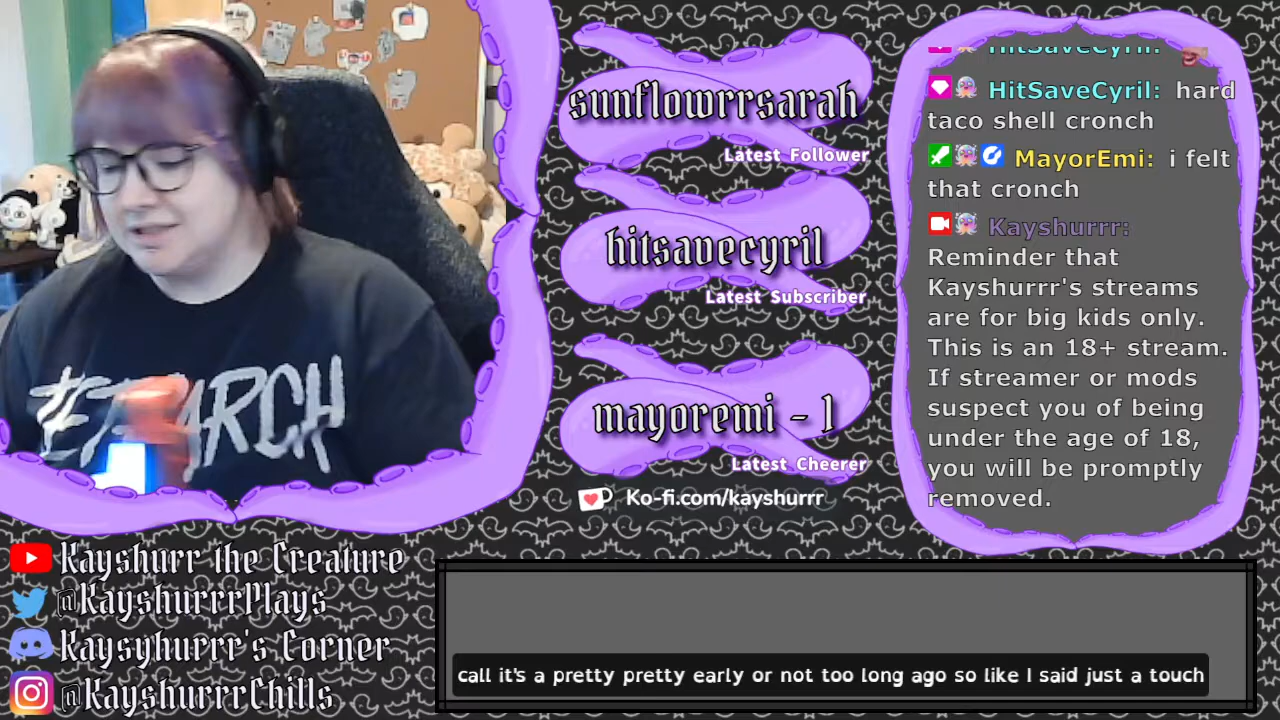 sunflowrrsarah
Latest Follower
hitsavecyril
Latest Subscriber
mayoremi - 1
Latest Cheerer
Ko-fi.com/kayshurrr
HitSaveCyril:
HitSaveCyril: hard
taco shell cronch
MayorEmi: i felt
that cronch
Kayshurrr:
Reminder that
Kayshurrr's streams
are for big kids only.
This is an 18+ stream.
If streamer or mods
suspect you of being
under the age of 18,
you will be promptly
removed.
Kayshurr the Creature
@KayshurrrPlays
Kaysyhurrr's Corner
@KayshurrrChills
call it's a pretty pretty early or not too long ago so like I said just a touch